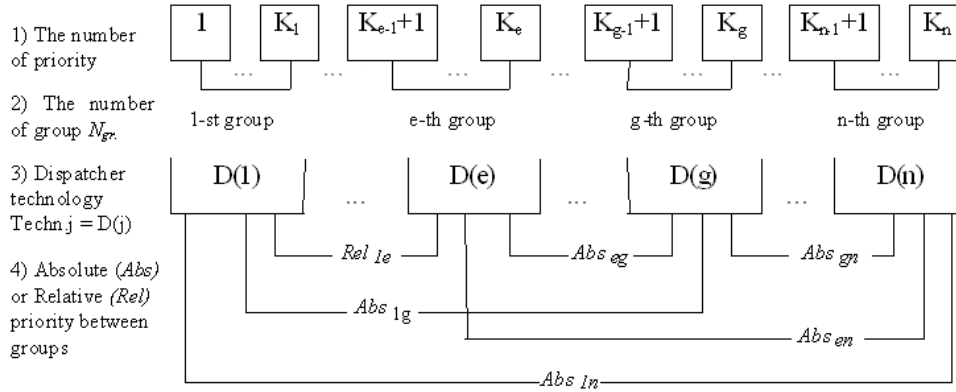 1) The number
of priority
1 K1 Ke-1+1 Ke Kg-1+1 Kg Kn-1+1 Kn
... ... ... ... ... ... ...
2) The number
of group Ngr.
1-st group e-th group g-th group n-th group
3) Dispatcher
technology
Techn.j = D(j)
D(1) ... D(e) ... D(g) ... D(n)
4) Absolute (Abs)
or Relative (Rel)
priority between
groups
Rel 1e Abs eg Abs gn
Abs 1g
Abs en
Abs 1n